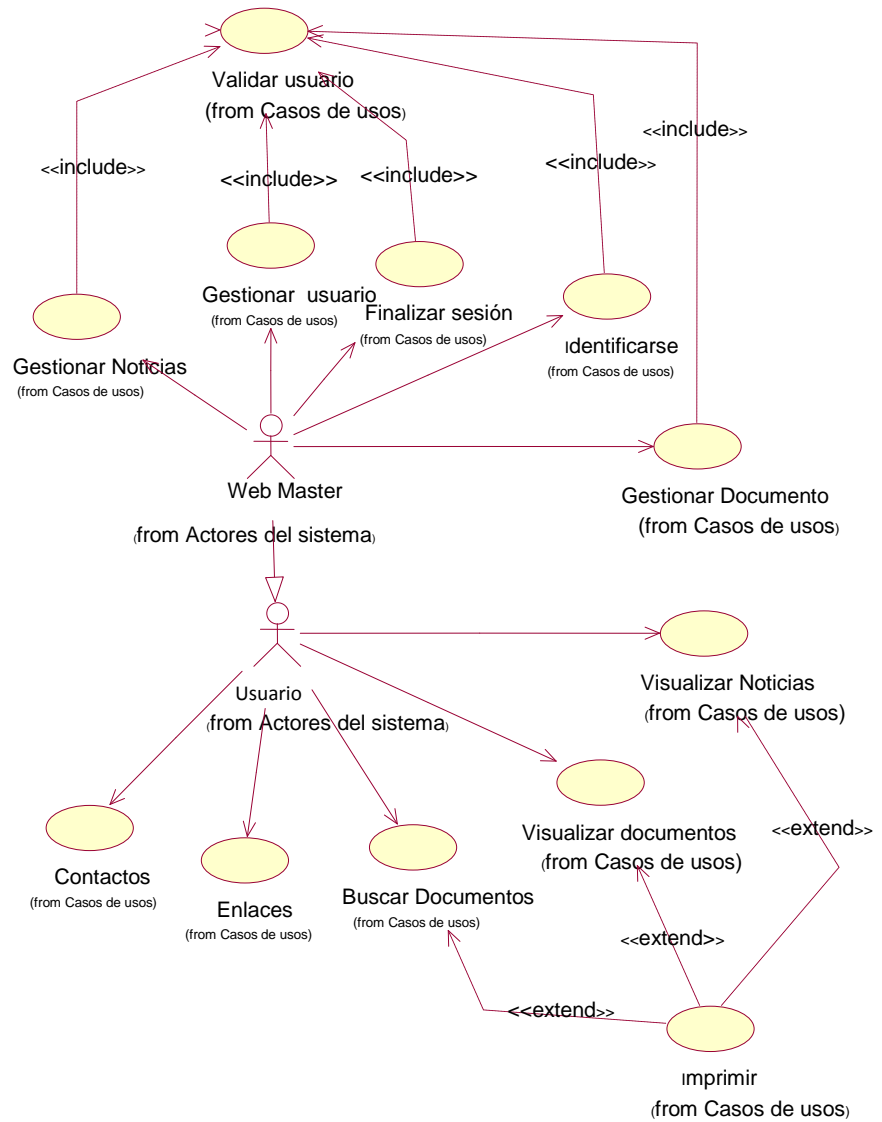 Validar usuario
(from Casos de usos)
<<include>>
<<include>>
<<include>>
<<include>>
<<include>>
Gestionar usuario
(from Casos de usos)
Finalizar sesión
(from Casos de usos)
Identificarse
(from Casos de usos)
Gestionar Noticias
(from Casos de usos)
Web Master
(from Actores del sistema)
Gestionar Documento
(from Casos de usos)
Usuario
(from Actores del sistema)
Visualizar Noticias
(from Casos de usos)
Visualizar documentos
(from Casos de usos)
<<extend>>
Contactos
(from Casos de usos)
Enlaces
(from Casos de usos)
Buscar Documentos
(from Casos de usos)
<<extend>>
<<extend>>
Imprimir
(from Casos de usos)